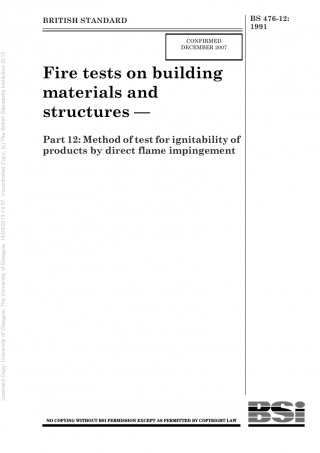 BRITISH STANDARD
BS 476-12:
1991
CONFIRMED
DECEMBER 2007
Fire tests on building
materials and
structures —
Part 12: Method of test for ignitability of
products by direct flame impingement
Licensed Copy: University of Glasgow, The University of Glasgow, 14/03/2013 14:57, Uncontrolled Copy, (c) The British Standards Institution 2013
NO COPYING WITHOUT BSI PERMISSION EXCEPT AS PERMITTED BY COPYRIGHT LAW
BSi